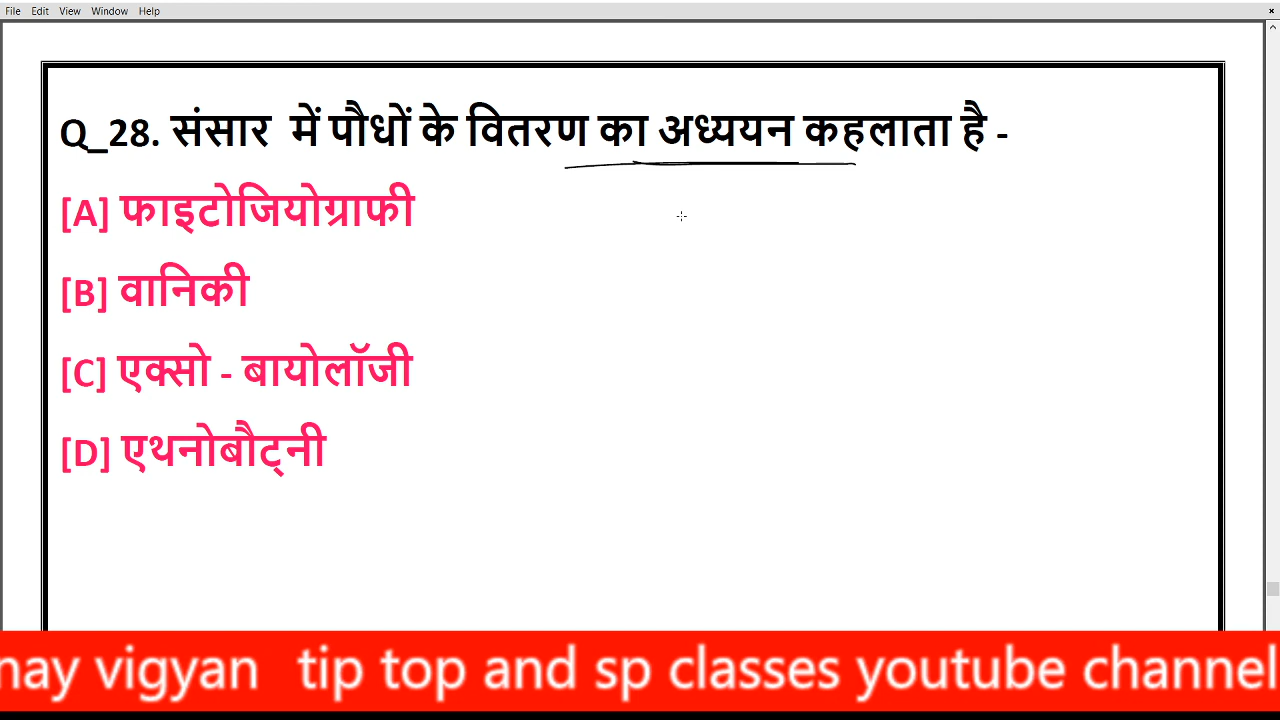 File Edit View Window Help ×
Q_28. संसार में पौधों के वितरण का अध्ययन कहलाता है -
[A] फाइटोजियोग्राफी
[B] वानिकी
[C] एक्सो - बायोलॉजी
[D] एथनोबौट्नी
nay vigyan tip top and sp classes youtube channel